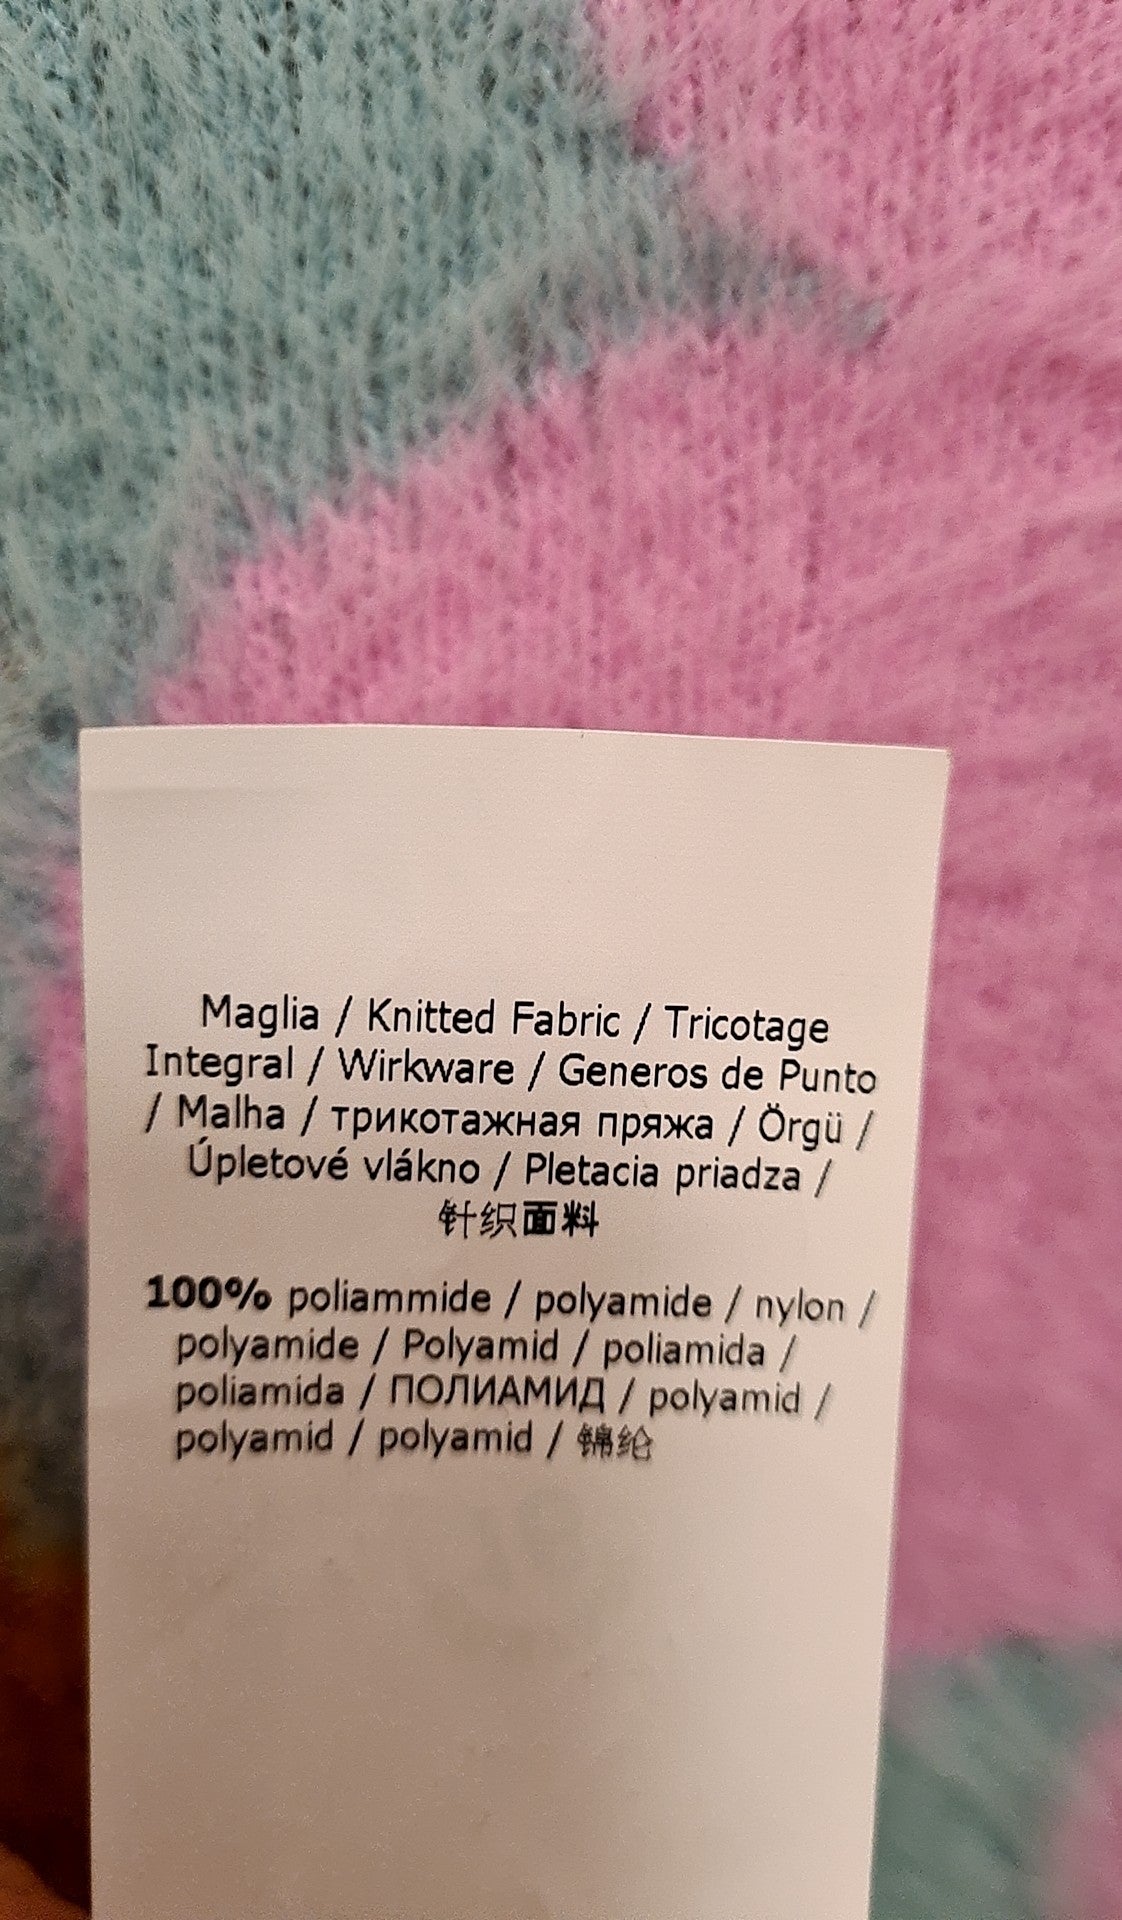 Maglia / Knitted Fabric / Tricotage
Integral / Wirkware / Generos de Punto
/ Malha / трикотажная пряжа / Örgü /
Úpletové vlákno / Pletacia priadza /
针织面料
100% poliammide / polyamide / nylon /
polyamide / Polyamid / poliamida /
poliamida / ПОЛИАМИД / polyamid /
polyamid / polyamid / 锦纶